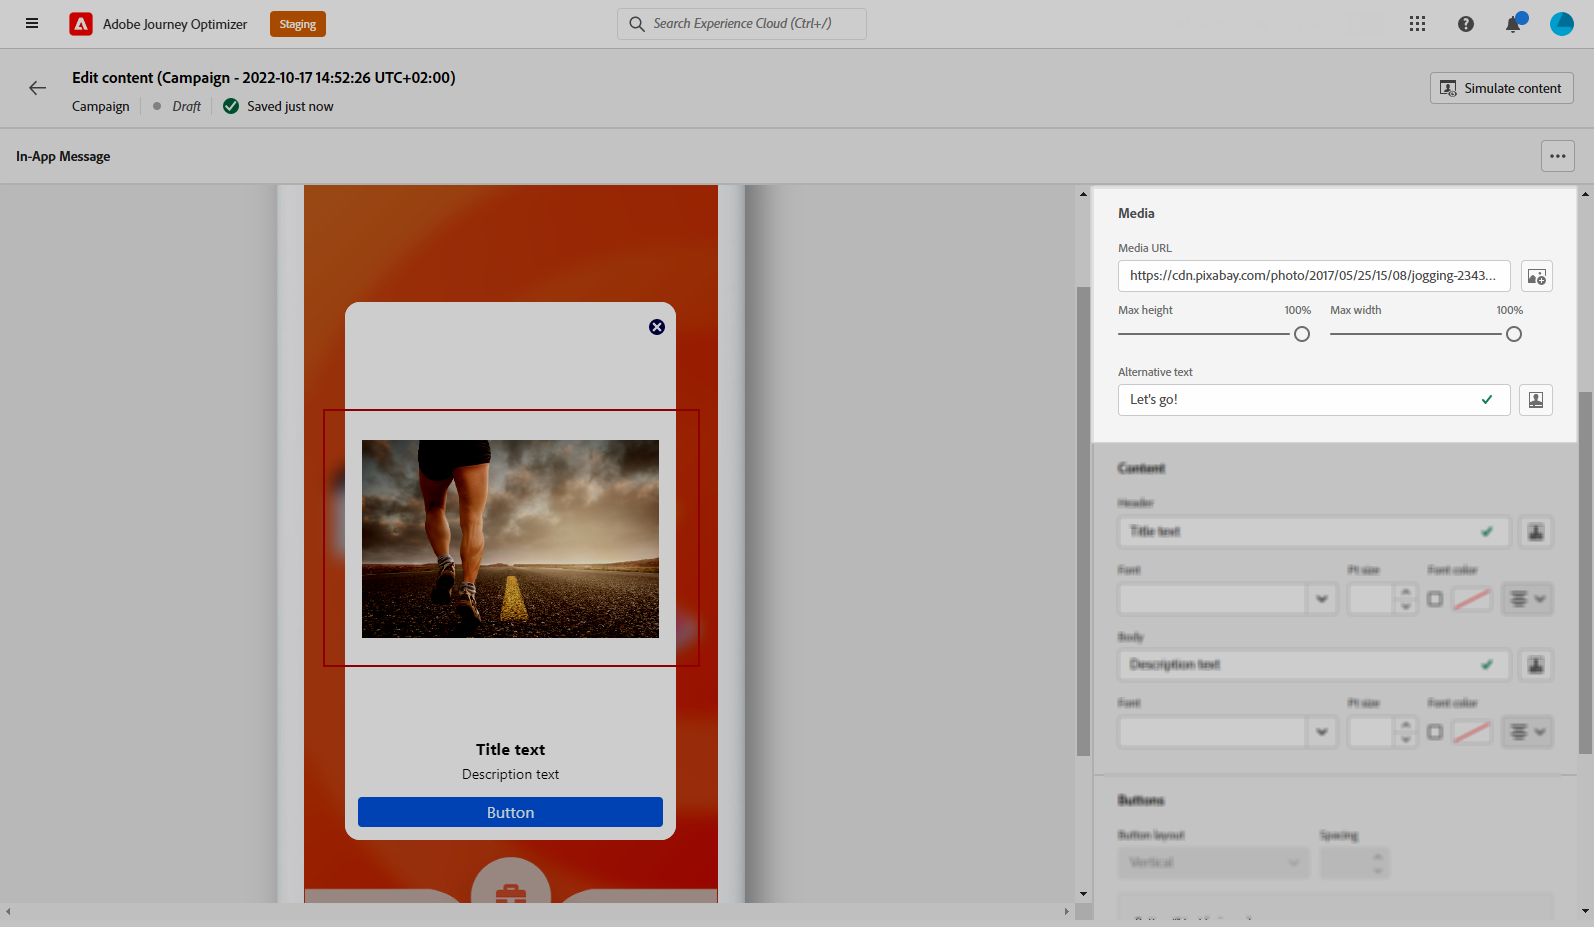 Adobe Journey Optimizer
Staging
Search Experience Cloud (Ctrl+/)
Edit content (Campaign - 2022-10-17 14:52:26 UTC+02:00)
Campaign
Draft
Saved just now
Simulate content
In-App Message
Title text
Description text
Button
Media
Media URL
https://cdn.pixabay.com/photo/2017/05/25/15/08/jogging-2343...
Max height
100%
Max width
100%
Alternative text
Let's go!
Content
Header
Title text
Font
Pt size
Font color
Body
Description text
Font
Pt size
Font color
Buttons
Button layout
Spacing
Vertical